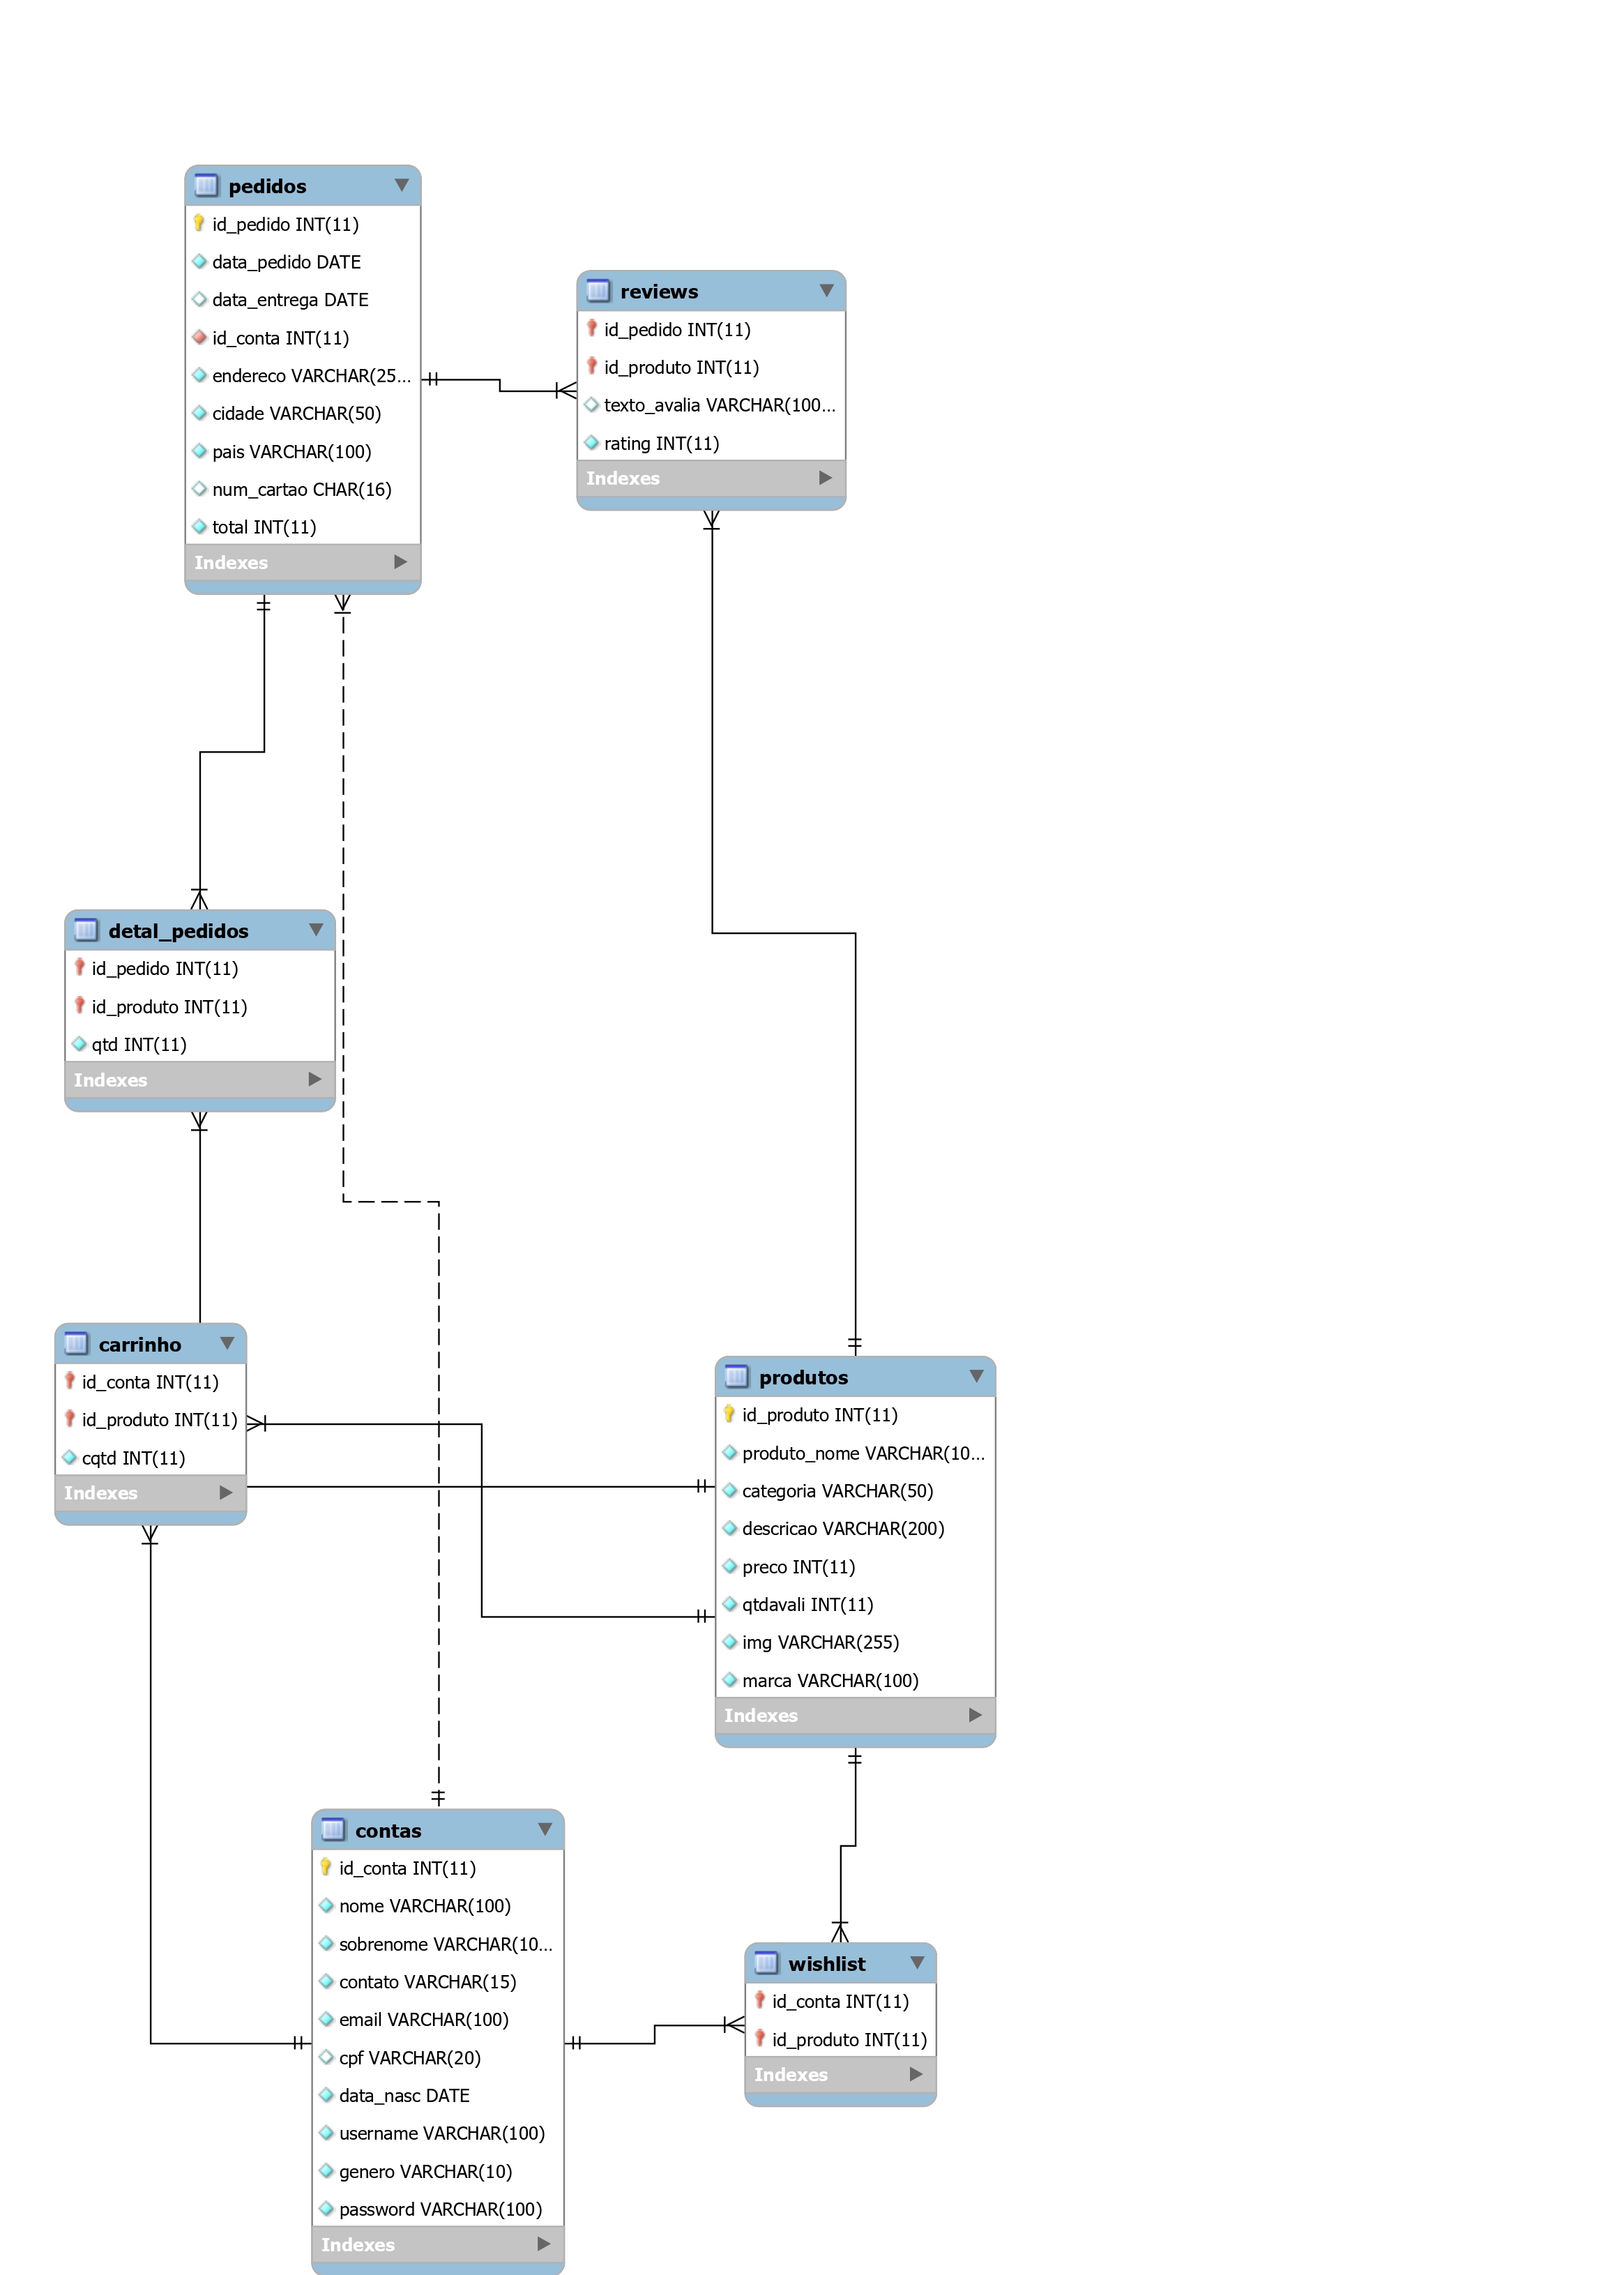 pedidos
id_pedido INT(11)
data_pedido DATE
data_entrega DATE
id_conta INT(11)
endereco VARCHAR(25...
cidade VARCHAR(50)
pais VARCHAR(100)
num_cartao CHAR(16)
total INT(11)
Indexes
reviews
id_pedido INT(11)
id_produto INT(11)
texto_avalia VARCHAR(100...
rating INT(11)
Indexes
detal_pedidos
id_pedido INT(11)
id_produto INT(11)
qtd INT(11)
Indexes
carrinho
id_conta INT(11)
id_produto INT(11)
cqtd INT(11)
Indexes
produtos
id_produto INT(11)
produto_nome VARCHAR(10...
categoria VARCHAR(50)
descricao VARCHAR(200)
preco INT(11)
qtdavali INT(11)
img VARCHAR(255)
marca VARCHAR(100)
Indexes
contas
id_conta INT(11)
nome VARCHAR(100)
sobrenome VARCHAR(10...
contato VARCHAR(15)
email VARCHAR(100)
cpf VARCHAR(20)
data_nasc DATE
username VARCHAR(100)
genero VARCHAR(10)
password VARCHAR(100)
Indexes
wishlist
id_conta INT(11)
id_produto INT(11)
Indexes